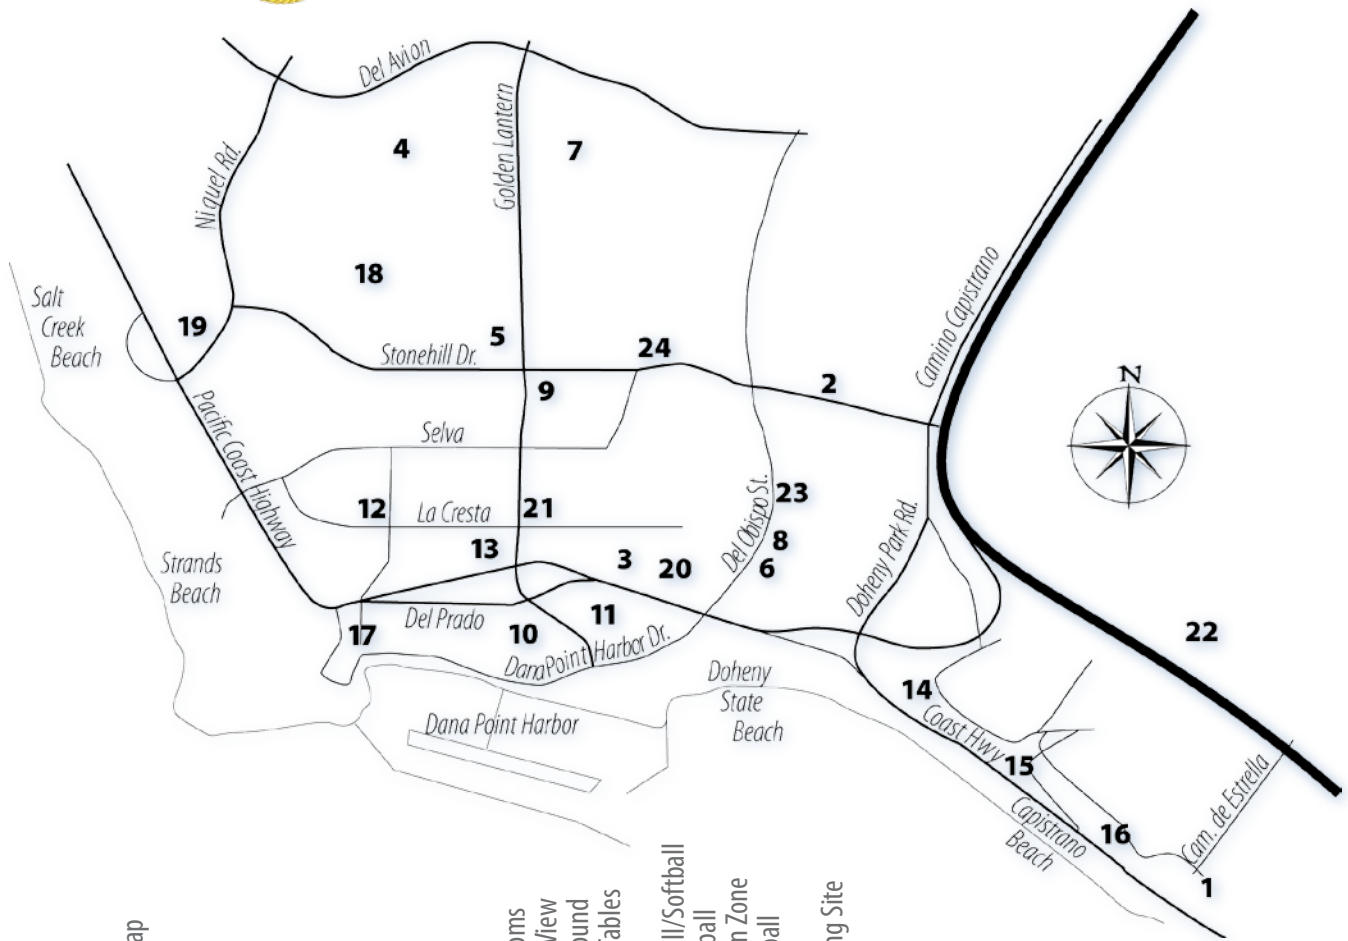 Del Avion
Golden Lantern
4
7
Niguel Rd.
18
Camino Capistrano
Salt
Creek
Beach
19
5
24
Stonehill Dr.
2
N
9
Pacific Coast Highway
Selva
12
La Cresta
21
23
Del Obispo St.
Doheny Park Rd.
13
3
20
8
6
Strands
Beach
Del Prado
11
17
10
DanaPoint Harbor Dr.
22
Doheny
State
Beach
14
Dana Point Harbor
Coast Hwy
15
Capistrano
Beach
16
Cam. de Estrella
1